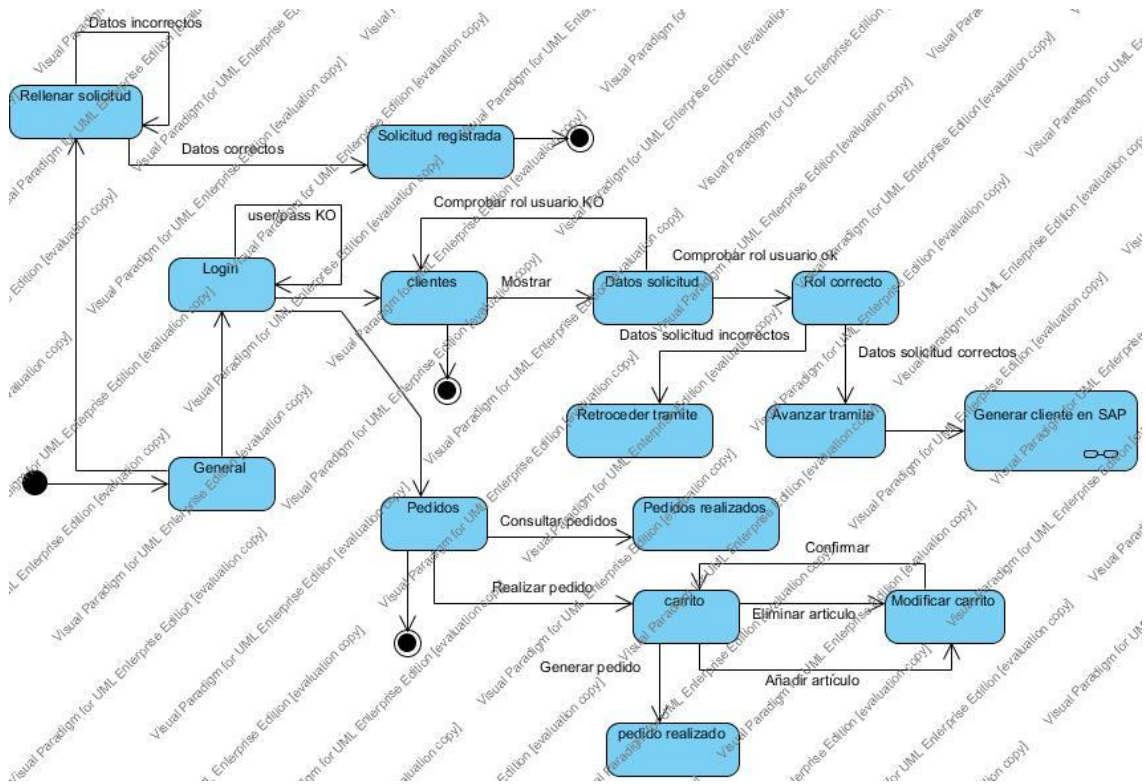 Datos incorrectos
Rellenar solicitud
Solicitud registrada
Datos correctos
user/pass KO
Comprobar rol usuario KO
Comprobar rol usuario ok
Login
clientes
Mostrar
Datos solicitud
Rol correcto
Datos solicitud incorrectos
Datos solicitud correctos
Retroceder tramite
Avanzar tramite
Generar cliente en SAP
General
Pedidos
Consultar pedidos
Pedidos realizados
Confirmar
Realizar pedido
carrito
Eliminar articulo
Modificar carrito
Generar pedido
Añadir artículo
pedido realizado
Visual Paradigm for UML Enterprise Edition [evaluation copy]